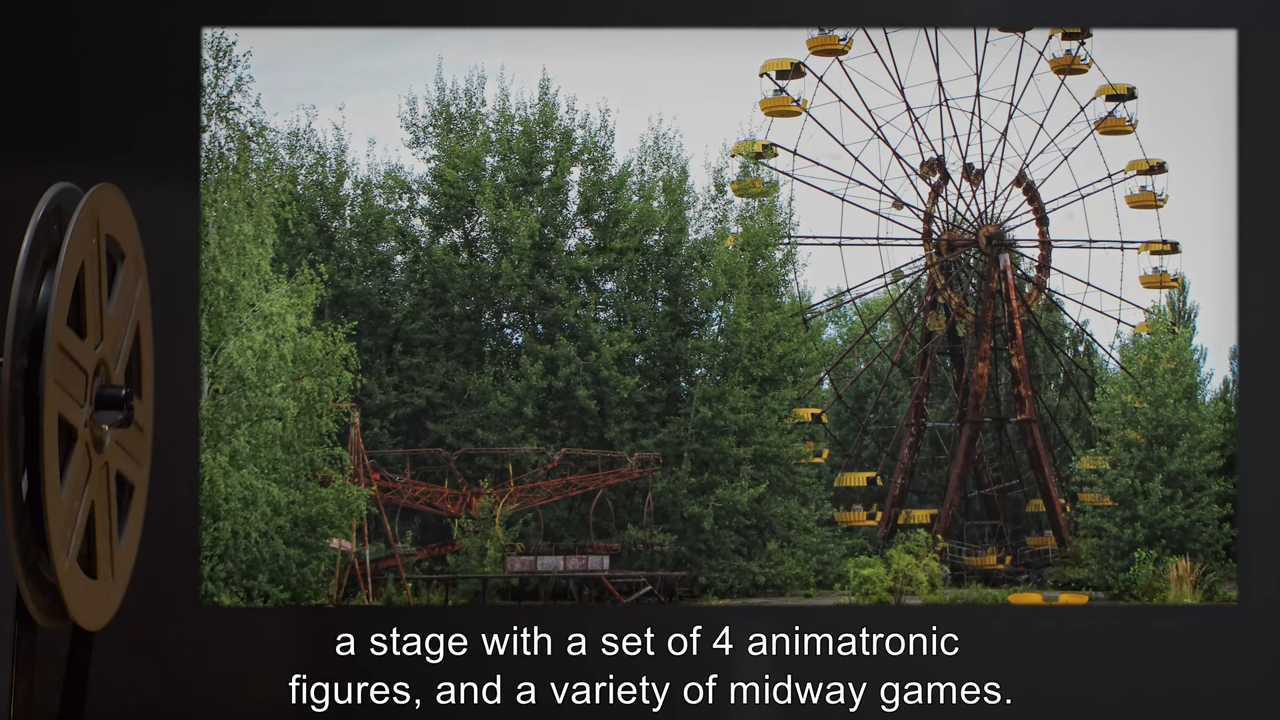 a stage with a set of 4 animatronic
figures, and a variety of midway games.